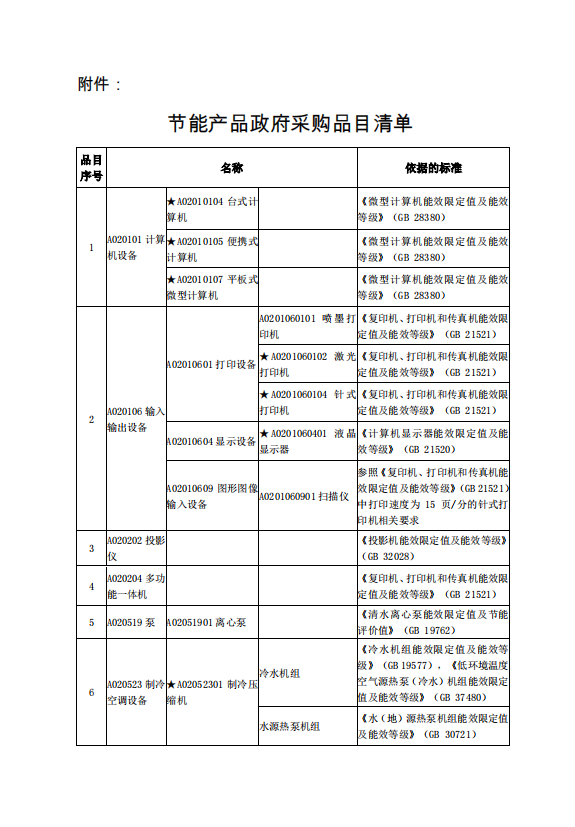 附件：
节能产品政府采购品目清单
品目
序号
名称
依据的标准
1
A020101 计算
机设备
★A02010104 台式计
算机
《微型计算机能效限定值及能效
等级》（GB 28380）
★A02010105 便携式
计算机
《微型计算机能效限定值及能效
等级》（GB 28380）
★A02010107 平板式
微型计算机
《微型计算机能效限定值及能效
等级》（GB 28380）
2
A020106 输入
输出设备
A02010601 打印设备
A0201060101 喷墨打
印机
《复印机、打印机和传真机能效限
定值及能效等级》（GB 21521）
★A0201060102 激光
打印机
《复印机、打印机和传真机能效限
定值及能效等级》（GB 21521）
★A0201060104 针式
打印机
《复印机、打印机和传真机能效限
定值及能效等级》（GB 21521）
A02010604 显示设备
★A0201060401 液晶
显示器
《计算机显示器能效限定值及能
效等级》（GB 21520）
A02010609 图形图像
输入设备
A0201060901 扫描仪
参照《复印机、打印机和传真机能
效限定值及能效等级》（GB 21521）
中打印速度为 15 页/分的针式打
印机相关要求
3
A020202 投影
仪
《投影机能效限定值及能效等级》
（GB 32028）
4
A020204 多功
能一体机
《复印机、打印机和传真机能效限
定值及能效等级》（GB 21521）
5
A020519 泵
A02051901 离心泵
《清水离心泵能效限定值及节能
评价值》（GB 19762）
6
A020523 制冷
空调设备
★A02052301 制冷压
缩机
冷水机组
《冷水机组能效限定值及能效等
级》（GB 19577），《低环境温度
空气源热泵（冷水）机组能效限定
值及能效等级》（GB 37480）
水源热泵机组
《水（地）源热泵机组能效限定值
及能效等级》（GB 30721）